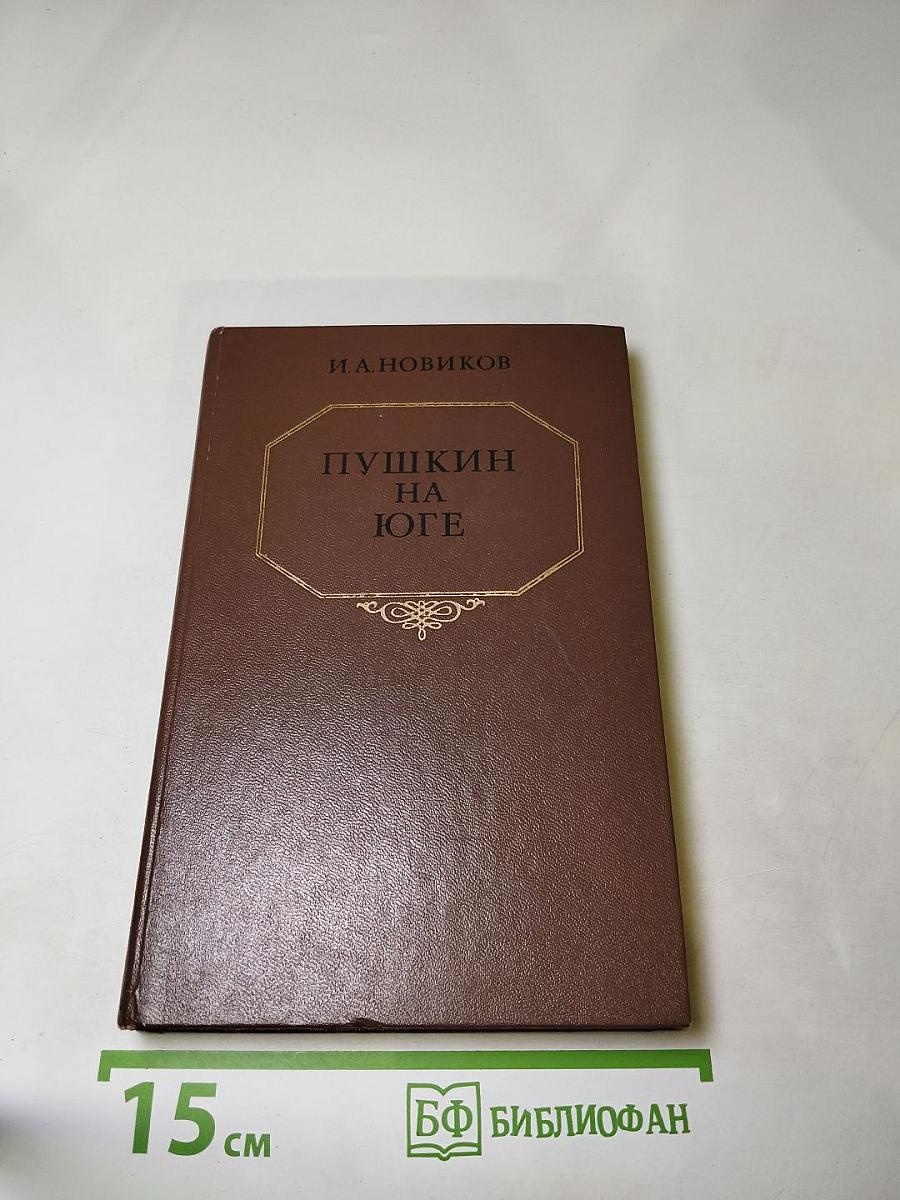 И.А.НОВИКОВ
ПУШКИН
НА
ЮГЕ
15 см
БФ БИБЛИОФАН